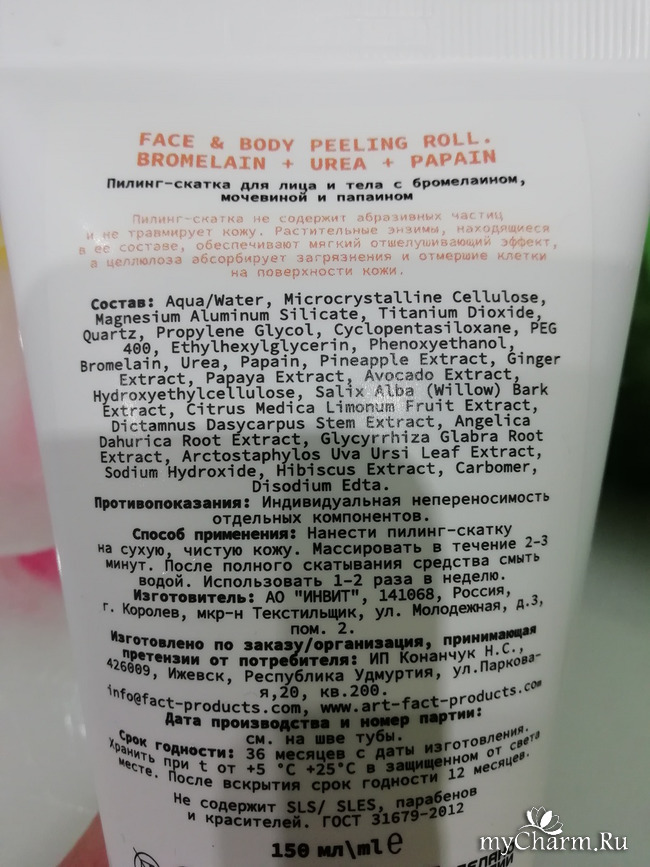 FACE & BODY PEELING ROLL.
BROMELAIN + UREA + PAPAIN
Пилинг-скатка для лица и тела с бромелаином,
мочевиной и папаином
Пилинг-скатка не содержит абразивных частиц
и не травмирует кожу. Растительные энзимы, находящиеся
в ее составе, обеспечивают мягкий отшелушивающий эффект,
а целлюлоза абсорбирует загрязнения и отмершие клетки
на поверхности кожи.
Состав: Aqua/Water, Microcrystalline Cellulose,
Magnesium Aluminum Silicate, Titanium Dioxide,
Quartz, Propylene Glycol, Cyclopentasiloxane, PEG
400, Ethylhexylglycerin, Phenoxyethanol,
Bromelain, Urea, Papain, Pineapple Extract, Ginger
Extract, Papaya Extract, Avocado Extract,
Hydroxyethylcellulose, Salix Alba (Willow) Bark
Extract, Citrus Medica Limonum Fruit Extract,
Dictamnus Dasycarpus Stem Extract, Angelica
Dahurica Root Extract, Glycyrrhiza Glabra Root
Extract, Arctostaphylos Uva Ursi Leaf Extract,
Sodium Hydroxide, Hibiscus Extract, Carbomer,
Disodium Edta.
Противопоказания: Индивидуальная непереносимость
отдельных компонентов.
Способ применения: Нанести пилинг-скатку
на сухую, чистую кожу. Массировать в течение 2-3
минут. После полного скатывания средства смыть
водой. Использовать 1-2 раза в неделю.
Изготовитель: АО "ИНВИТ", 141068, Россия,
г. Королев, мкр-н Текстильщик, ул. Молодежная, д.3,
пом. 2.
Изготовлено по заказу/организация, принимающая
претензии от потребителя: ИП Конанчук Н.С.,
426009, Ижевск, Республика Удмуртия, ул.Паркова-
я,20, кв.200.
info@fact-products.com, www.art-fact-products.com
Дата производства и номер партии:
см. на шве тубы.
Срок годности: 36 месяцев с даты изготовления.
Хранить при t от +5 °C +25°C в защищенном от света
месте. После вскрытия срок годности 12 месяцев.
Не содержит SLS/ SLES, парабенов
и красителей. ГОСТ 31679-2012
150 мл\ml e
myCharm.Ru